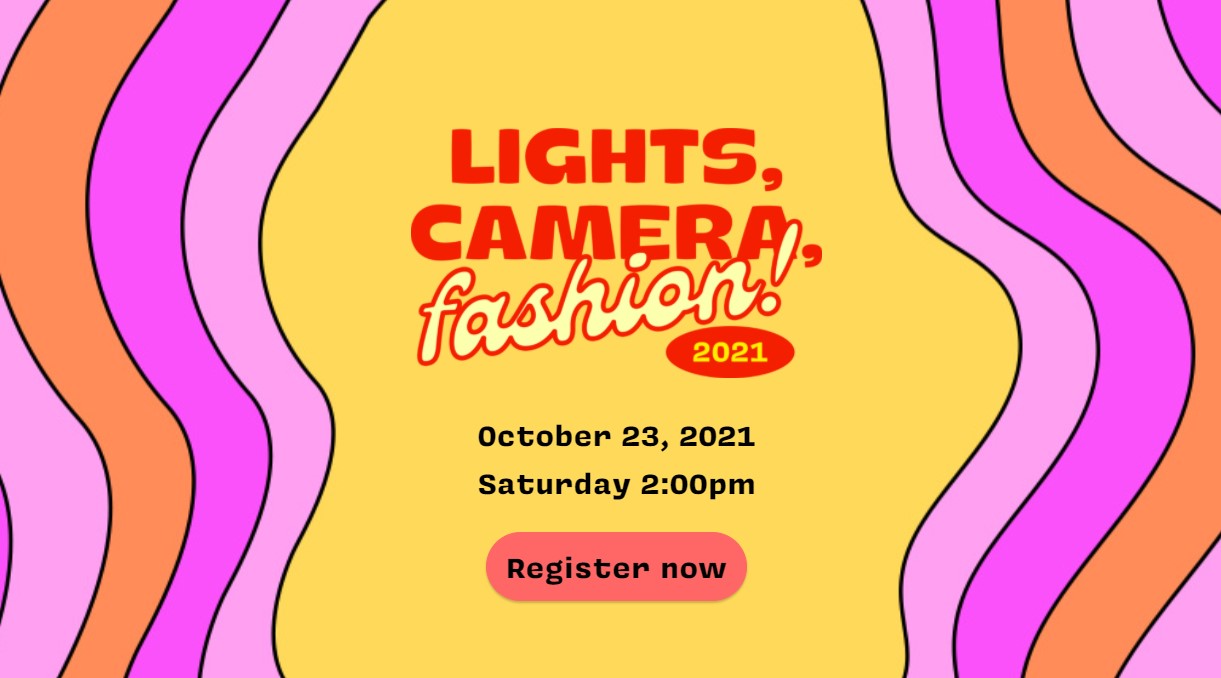 LIGHTS,
CAMERA,
fashion!
2021
October 23, 2021
Saturday 2:00pm
Register now